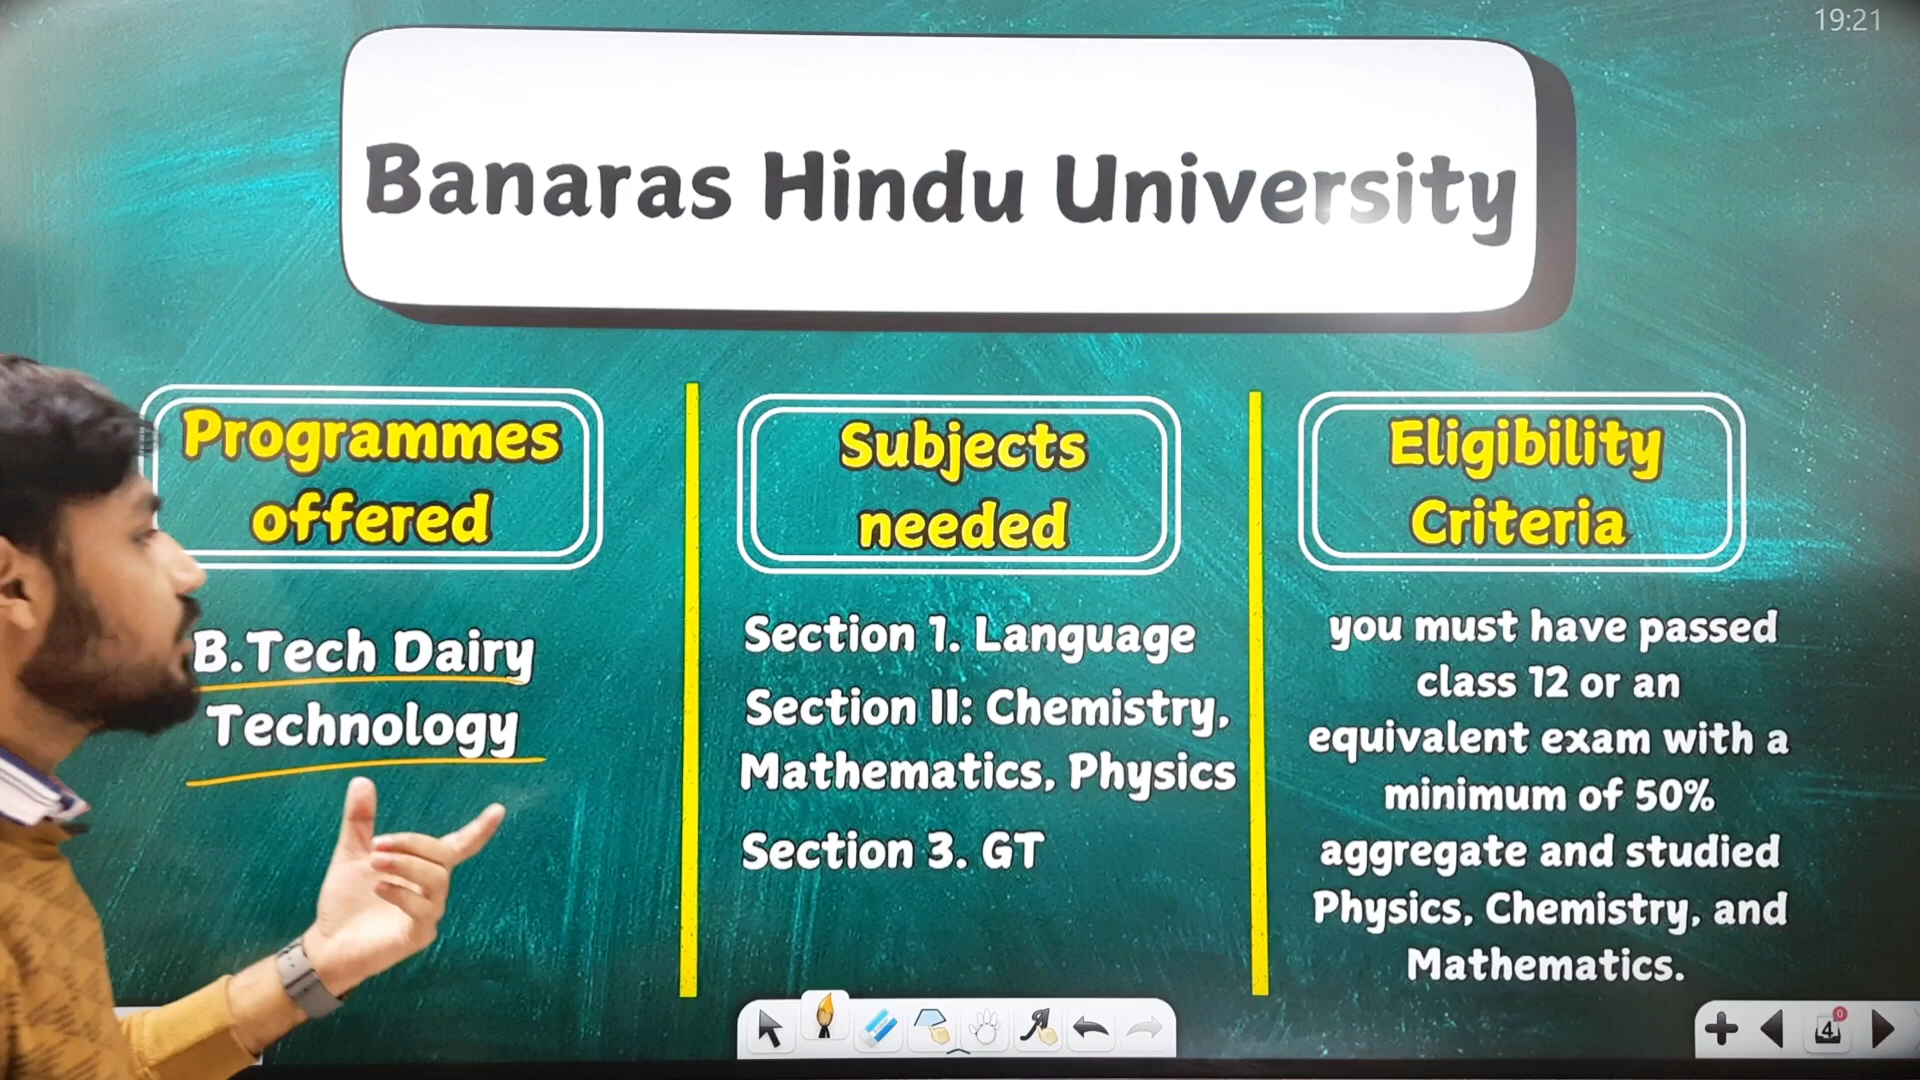 19:21
Banaras Hindu University
Programmes
offered
B.Tech Dairy
Technology
Subjects
needed
Section 1. Language
Section II: Chemistry,
Mathematics, Physics
Section 3. GT
Eligibility
Criteria
you must have passed
class 12 or an
equivalent exam with a
minimum of 50%
aggregate and studied
Physics, Chemistry, and
Mathematics.
4
0